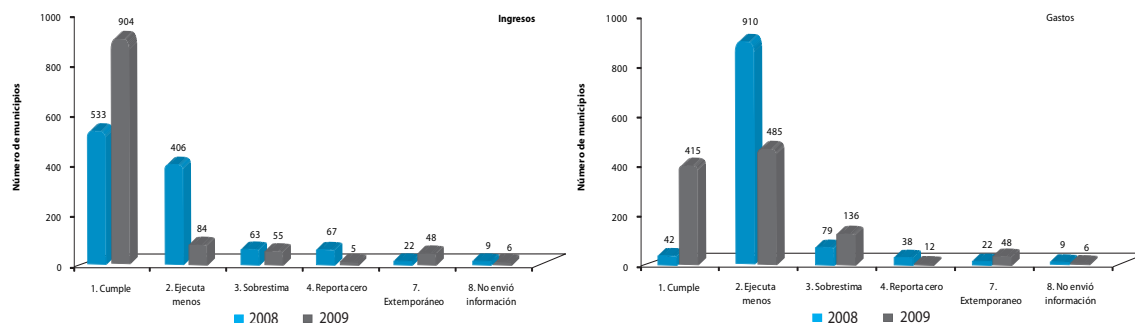 Ingresos
Número de municipios
1000
800
600
400
200
0
533
904
406
84
63
55
67
5
22
48
9
6
1. Cumple
2. Ejecuta
menos
3. Sobrestima
4. Reporta cero
7.
Extemporáneo
8. No envió
información
2008
2009
Gastos
Número de municipios
1000
800
600
400
200
0
42
415
910
485
79
136
38
12
22
48
9
6
1. Cumple
2. Ejecuta
menos
3. Sobrestima
4. Reporta cero
7.
Extemporaneo
8. No envió
información
2008
2009